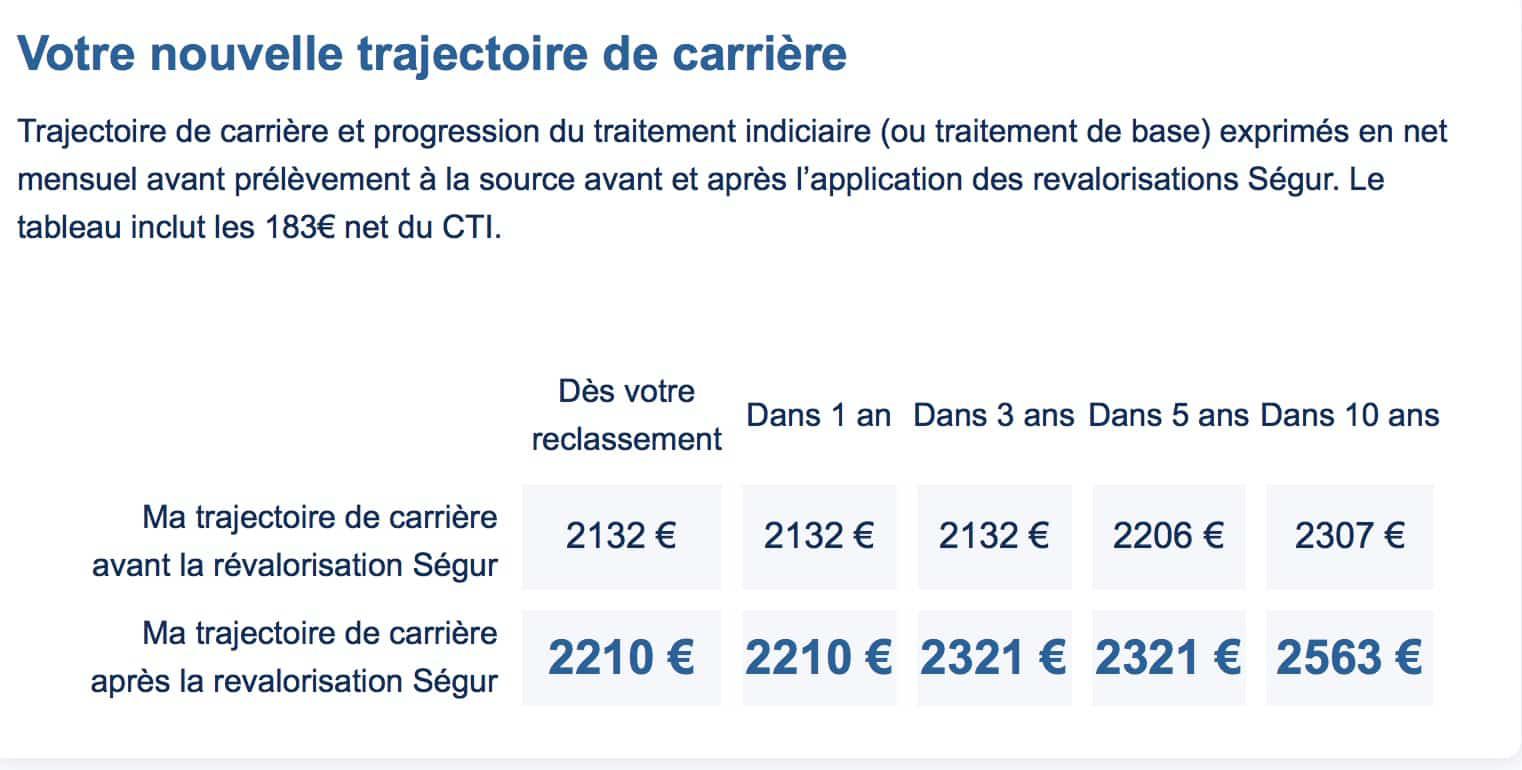 Votre nouvelle trajectoire de carrière
Trajectoire de carrière et progression du traitement indiciaire (ou traitement de base) exprimés en net
mensuel avant prélèvement à la source avant et après l’application des revalorisations Ségur. Le
tableau inclut les 183€ net du CTI.
Dès votre
reclassement
Dans 1 an Dans 3 ans Dans 5 ans Dans 10 ans
Ma trajectoire de carrière
avant la révalorisation Ségur
2132 € 2132 € 2132 € 2206 € 2307 €
Ma trajectoire de carrière
après la revalorisation Ségur
2210 € 2210 € 2321 € 2321 € 2563 €